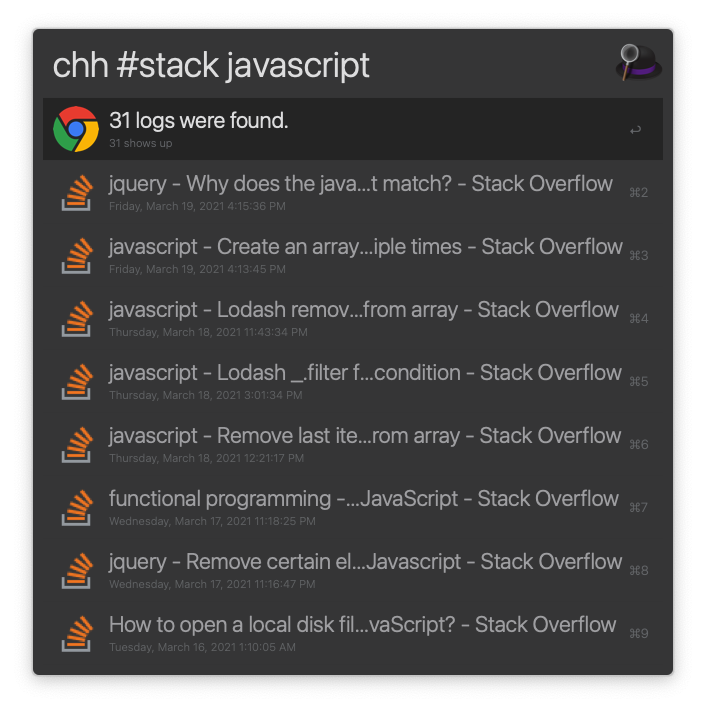 chh #stack javascript
31 logs were found.
31 shows up
↩
jquery - Why does the java...t match? - Stack Overflow
Friday, March 19, 2021 4:15:36 PM
⌘2
javascript - Create an array...iple times - Stack Overflow
Friday, March 19, 2021 4:13:45 PM
⌘3
javascript - Lodash remov...from array - Stack Overflow
Thursday, March 18, 2021 11:43:34 PM
⌘4
javascript - Lodash _.filter f...condition - Stack Overflow
Thursday, March 18, 2021 3:01:34 PM
⌘5
javascript - Remove last ite...rom array - Stack Overflow
Thursday, March 18, 2021 12:21:17 PM
⌘6
functional programming -...JavaScript - Stack Overflow
Wednesday, March 17, 2021 11:18:25 PM
⌘7
jquery - Remove certain el...Javascript - Stack Overflow
Wednesday, March 17, 2021 11:16:47 PM
⌘8
How to open a local disk fil...vaScript? - Stack Overflow
Tuesday, March 16, 2021 1:10:05 AM
⌘9